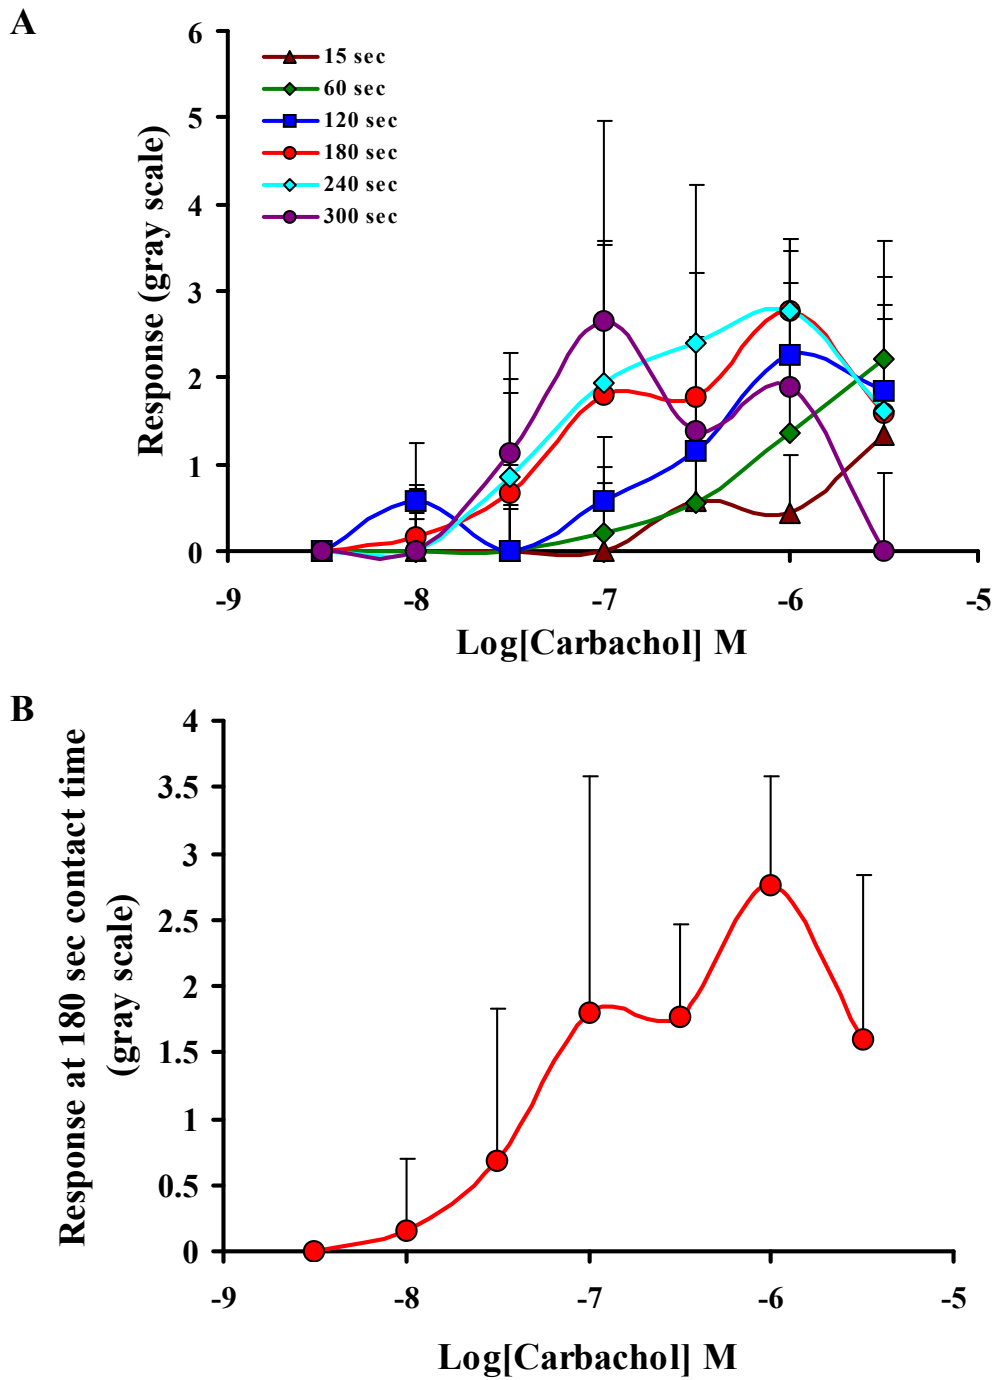 A
6
5
4
3
2
1
0
Response (gray scale)
15 sec
60 sec
120 sec
180 sec
240 sec
300 sec
-9 -8 -7 -6 -5
Log[Carbachol] M
B
4
3.5
3
2.5
2
1.5
1
0.5
0
Response at 180 sec contact time
(gray scale)
-9 -8 -7 -6 -5
Log[Carbachol] M